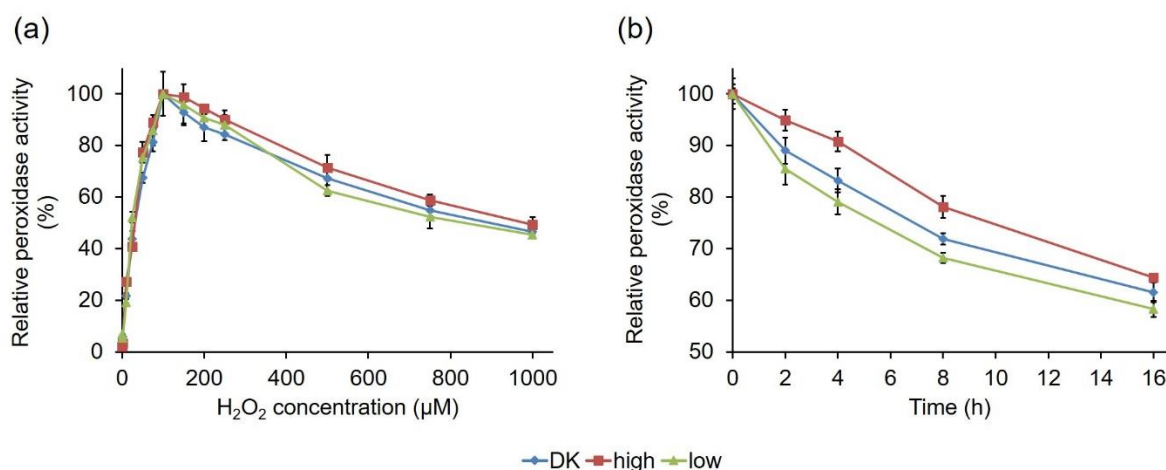 (a)
(b)
Relative peroxidase activity
(%)
120
100
80
60
40
20
0
0 200 400 600 800 1000
H₂O₂ concentration (µM)
Relative peroxidase activity
(%)
100
90
80
70
60
50
0 2 4 6 8 10 12 14 16
Time (h)
DK high low